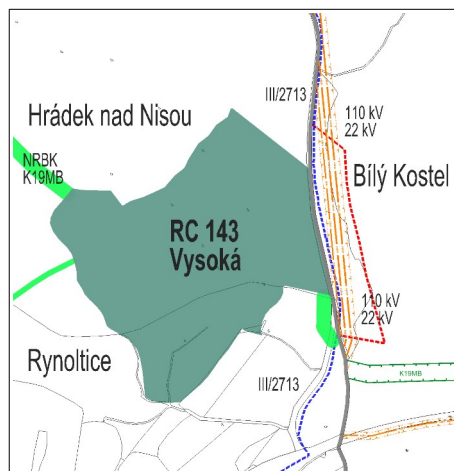 III/2713
Hrádek nad Nisou
110 kV
22 kV
NRBK
K19MB
Bílý Kostel
RC 143
Vysoká
110 kV
22 kV
Rynoltice
III/2713
K19MB